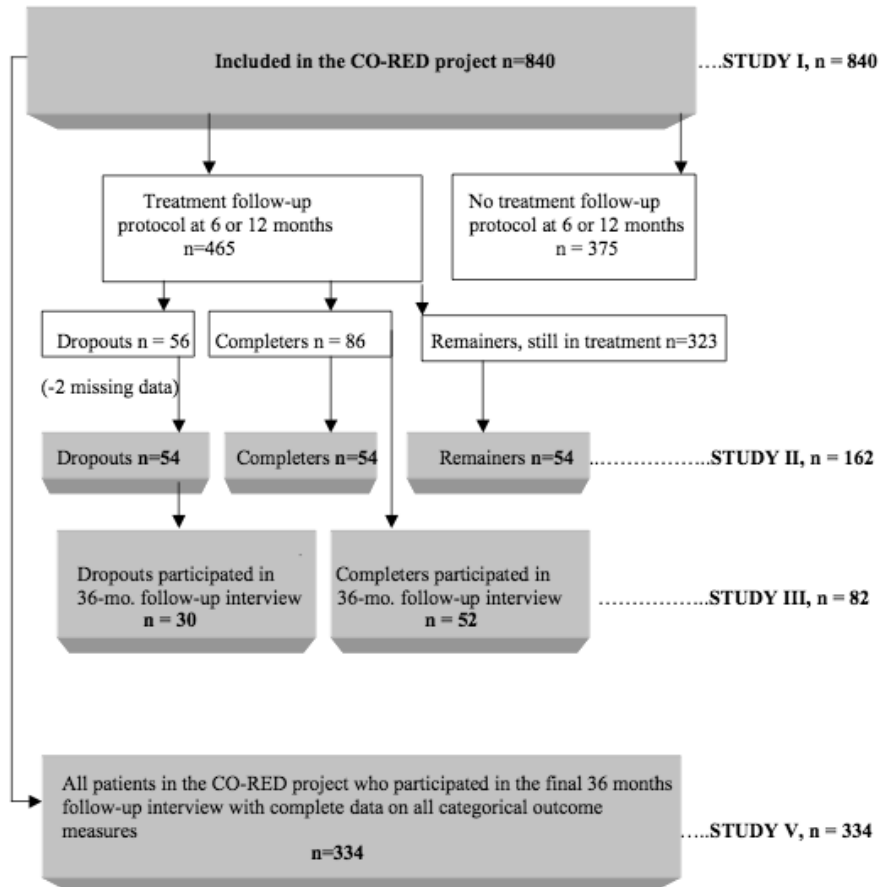 Included in the CO-RED project n=840
....STUDY I, n = 840
Treatment follow-up
protocol at 6 or 12 months
n=465
No treatment follow-up
protocol at 6 or 12 months
n = 375
Dropouts n = 56
Completers n = 86
Remainers, still in treatment n=323
(-2 missing data)
Dropouts n=54
Completers n=54
Remainers n=54
....................STUDY II, n = 162
Dropouts participated in
36-mo. follow-up interview
n = 30
Completers participated in
36-mo. follow-up interview
n = 52
...................STUDY III, n = 82
All patients in the CO-RED project who participated in the final 36 months
follow-up interview with complete data on all categorical outcome
measures
n=334
.....STUDY V, n = 334